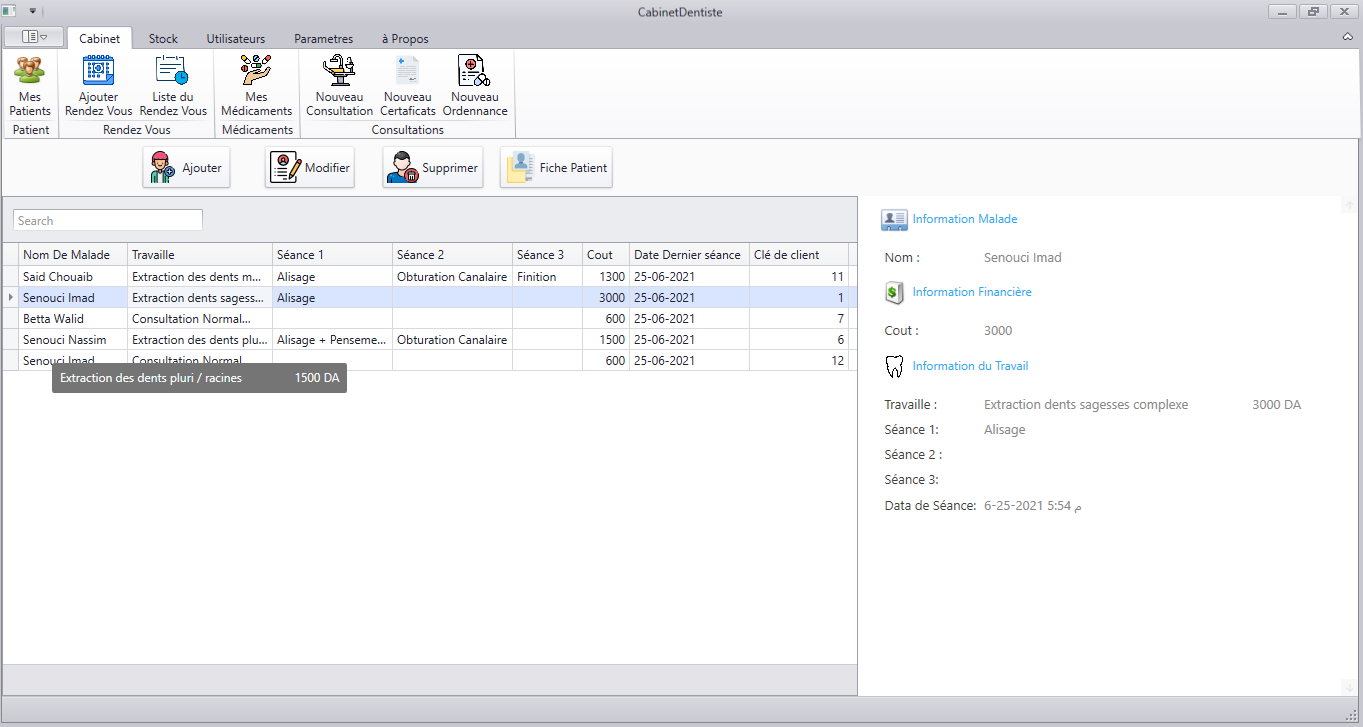 CabinetDentiste
Cabinet Stock Utilisateurs Parametres à Propos
Mes Patients
Ajouter Rendez Vous
Liste du Rendez Vous
Mes Médicaments
Nouveau Consultation
Nouveau Certaficats
Nouveau Ordennance
Patient Rendez Vous Médicaments Consultations
Ajouter Modifier Supprimer Fiche Patient
Search
Nom De Malade Travaille Séance 1 Séance 2 Séance 3 Cout Date Dernier séance Clé de client
Said Chouaib Extraction des dents m... Alisage Obturation Canalaire Finition 1300 25-06-2021 11
Senouci Imad Extraction dents sagess... Alisage 3000 25-06-2021 1
Betta Walid Consultation Normal... 600 25-06-2021 7
Senouci Nassim Extraction des dents plu... Alisage + Penseme... Obturation Canalaire 1500 25-06-2021 6
Senouci Imad Consultation Normal 600 25-06-2021 12
Extraction des dents pluri / racines 1500 DA
Information Malade
Nom : Senouci Imad
Information Financière
Cout : 3000
Information du Travail
Travaille : Extraction dents sagesses complexe 3000 DA
Séance 1: Alisage
Séance 2 :
Séance 3:
Data de Séance: 6-25-2021 5:54 م